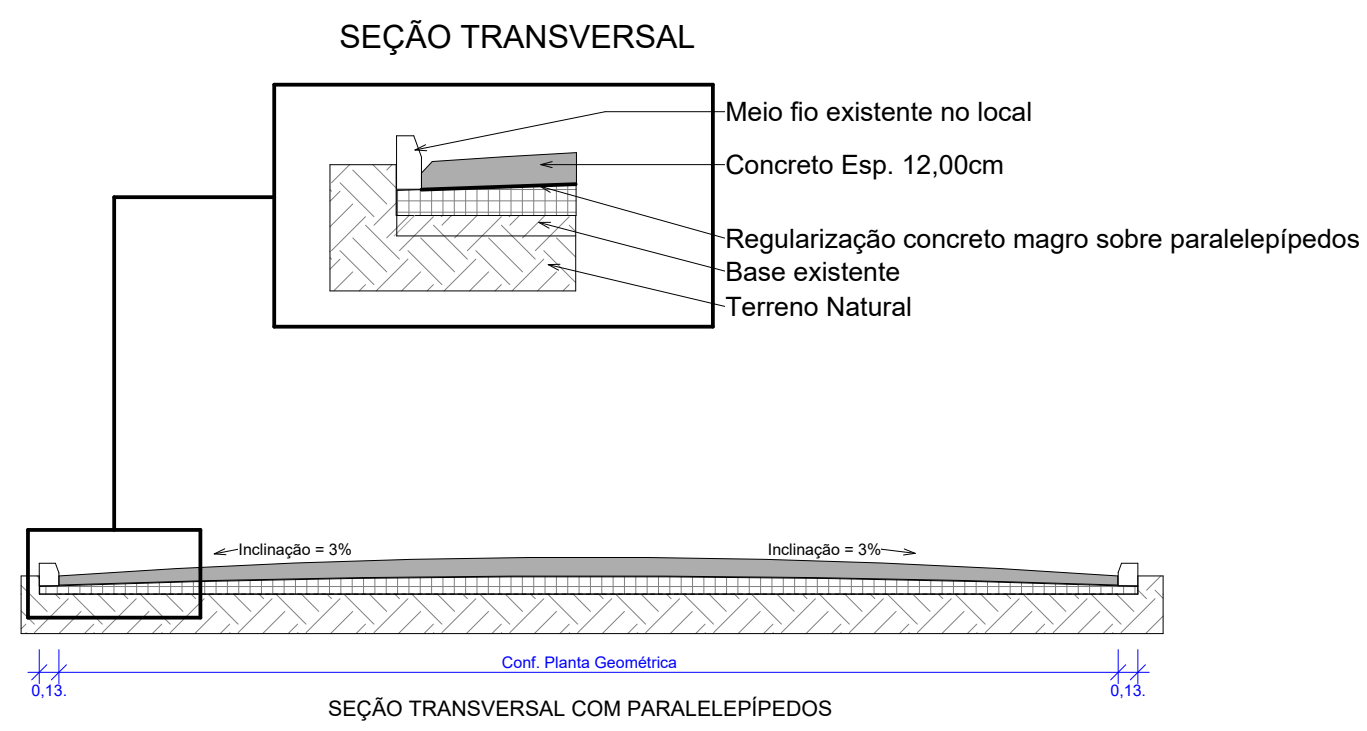 SEÇÃO TRANSVERSAL
Meio fio existente no local
Concreto Esp. 12,00cm
Regularização concreto magro sobre paralelepípedos
Base existente
Terreno Natural
Inclinação = 3%
Inclinação = 3%
Conf. Planta Geométrica
0,13.
0,13.
SEÇÃO TRANSVERSAL COM PARALELEPÍPEDOS